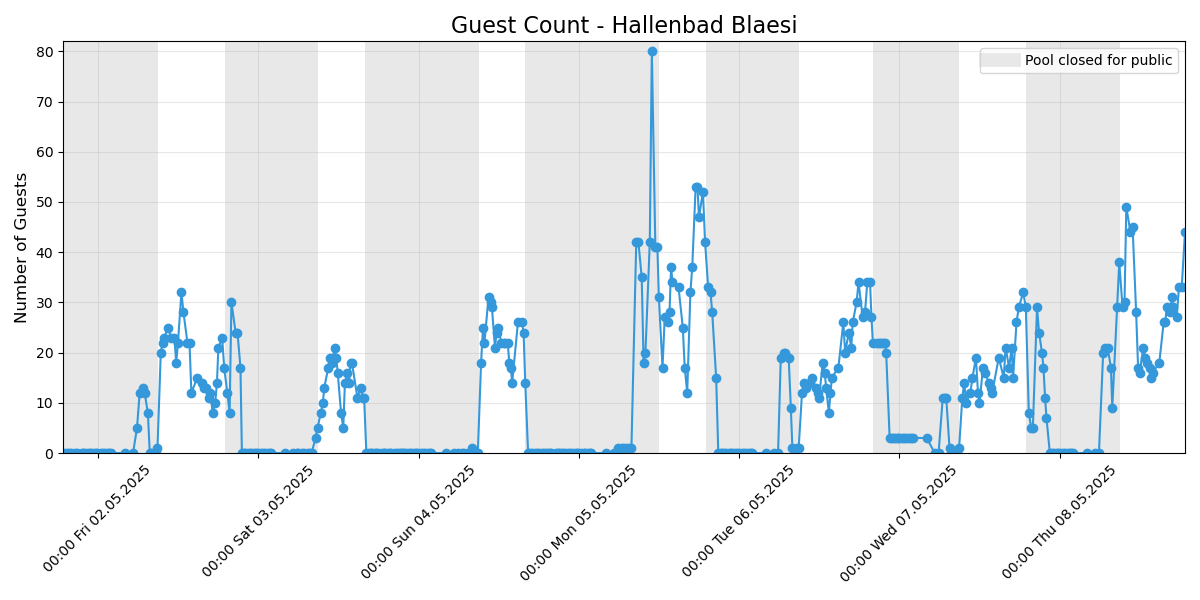 Guest Count - Hallenbad Blaesi
Number of Guests
80
70
60
50
40
30
20
10
0
Pool closed for public
00:00 Fri 02.05.2025
00:00 Sat 03.05.2025
00:00 Sun 04.05.2025
00:00 Mon 05.05.2025
00:00 Tue 06.05.2025
00:00 Wed 07.05.2025
00:00 Thu 08.05.2025